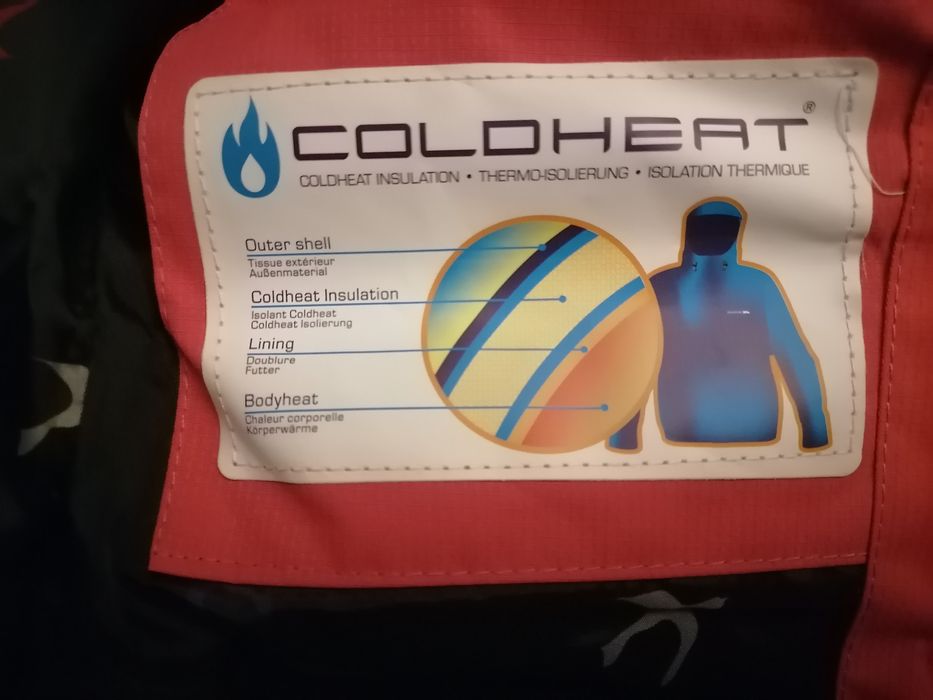 COLDHEAT®
COLDHEAT INSULATION • THERMO-ISOLIERUNG • ISOLATION THERMIQUE
Outer shell
Tissue extérieur
Außenmaterial
Coldheat Insulation
Isolant Coldheat
Coldheat Isolierung
Lining
Doublure
Futter
Bodyheat
Chaleur corporelle
Körperwärme